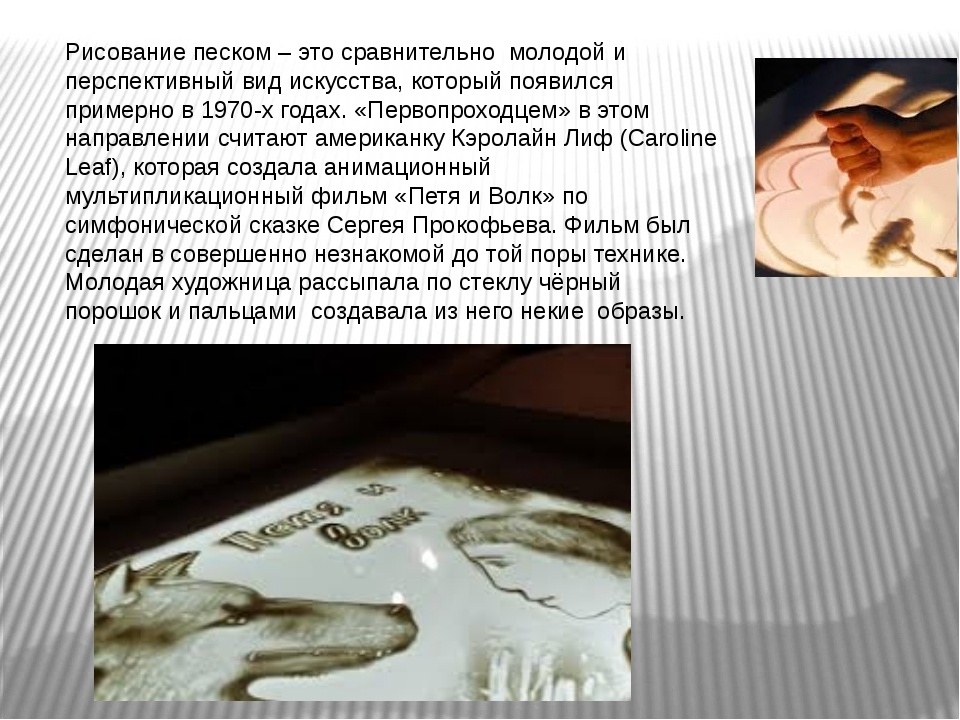 Рисование песком – это сравнительно  молодой и
перспективный вид искусства, который появился
примерно в 1970-х годах. «Первопроходцем» в этом
направлении считают американку Кэролайн Лиф (Caroline
Leaf), которая создала анимационный
мультипликационный фильм «Петя и Волк» по
симфонической сказке Сергея Прокофьева. Фильм был
сделан в совершенно незнакомой до той поры технике.
Молодая художница рассыпала по стеклу чёрный
порошок и пальцами  создавала из него некие  образы.
Петя и
Волк